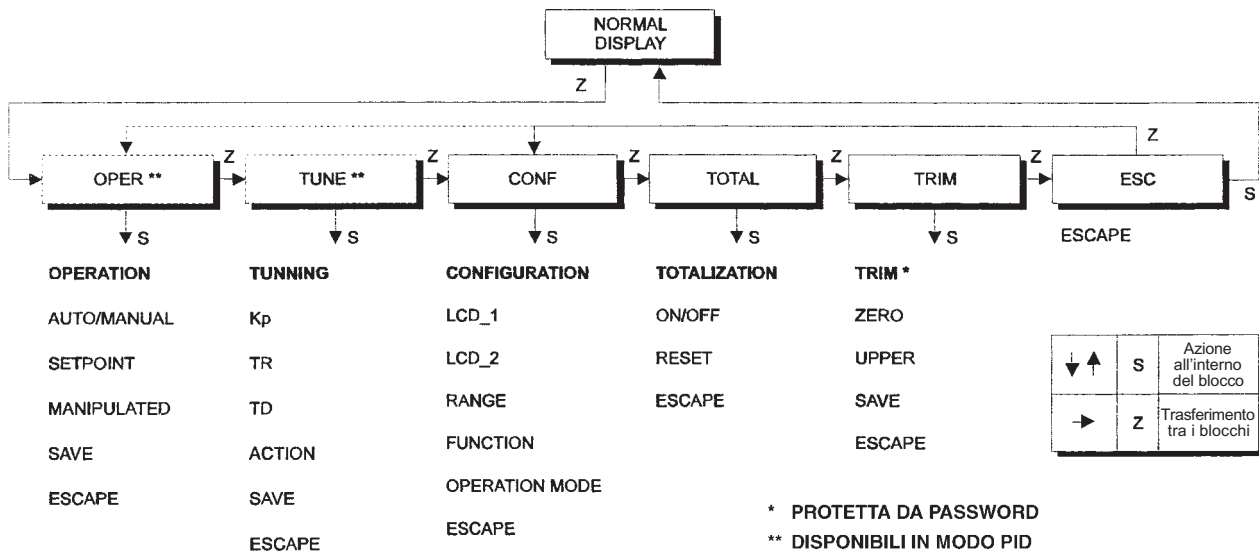 NORMAL
DISPLAY
Z
Z
OPER **
Z
TUNE **
Z
CONF
Z
TOTAL
Z
TRIM
Z
ESC
S
S
S
S
S
S
ESCAPE
OPERATION
AUTO/MANUAL
SETPOINT
MANIPULATED
SAVE
ESCAPE
TUNNING
Kp
TR
TD
ACTION
SAVE
ESCAPE
CONFIGURATION
LCD_1
LCD_2
RANGE
FUNCTION
OPERATION MODE
ESCAPE
TOTALIZATION
ON/OFF
RESET
ESCAPE
TRIM *
ZERO
UPPER
SAVE
ESCAPE
S
Azione
all'interno
del blocco
Z
Trasferimento
tra i blocchi
* PROTETTA DA PASSWORD
** DISPONIBILI IN MODO PID